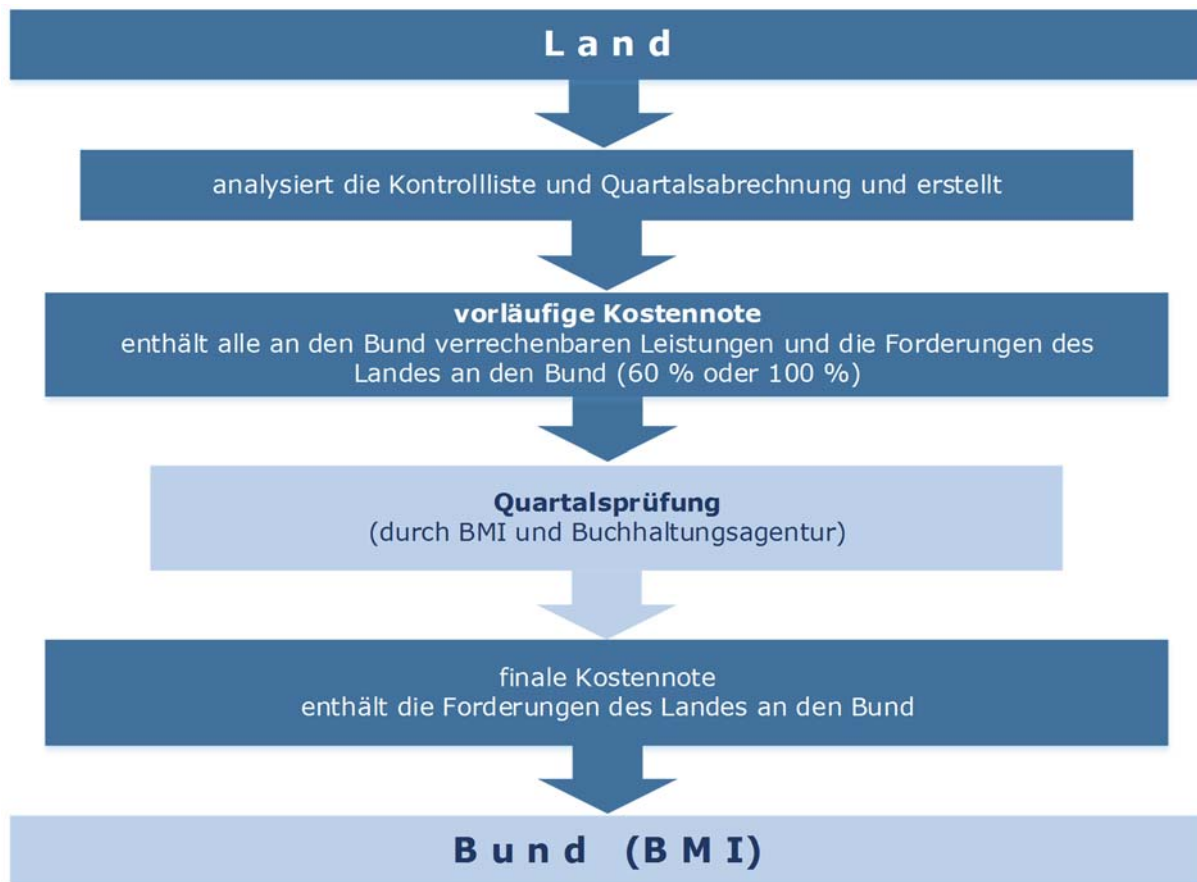 Land
analysiert die Kontrollliste und Quartalsabrechnung und erstellt
vorläufige Kostennote
enthält alle an den Bund verrechenbaren Leistungen und die Forderungen des
Landes an den Bund (60 % oder 100 %)
Quartalsprüfung
(durch BMI und Buchhaltungsagentur)
finale Kostennote
enthält die Forderungen des Landes an den Bund
Bund (BMI)